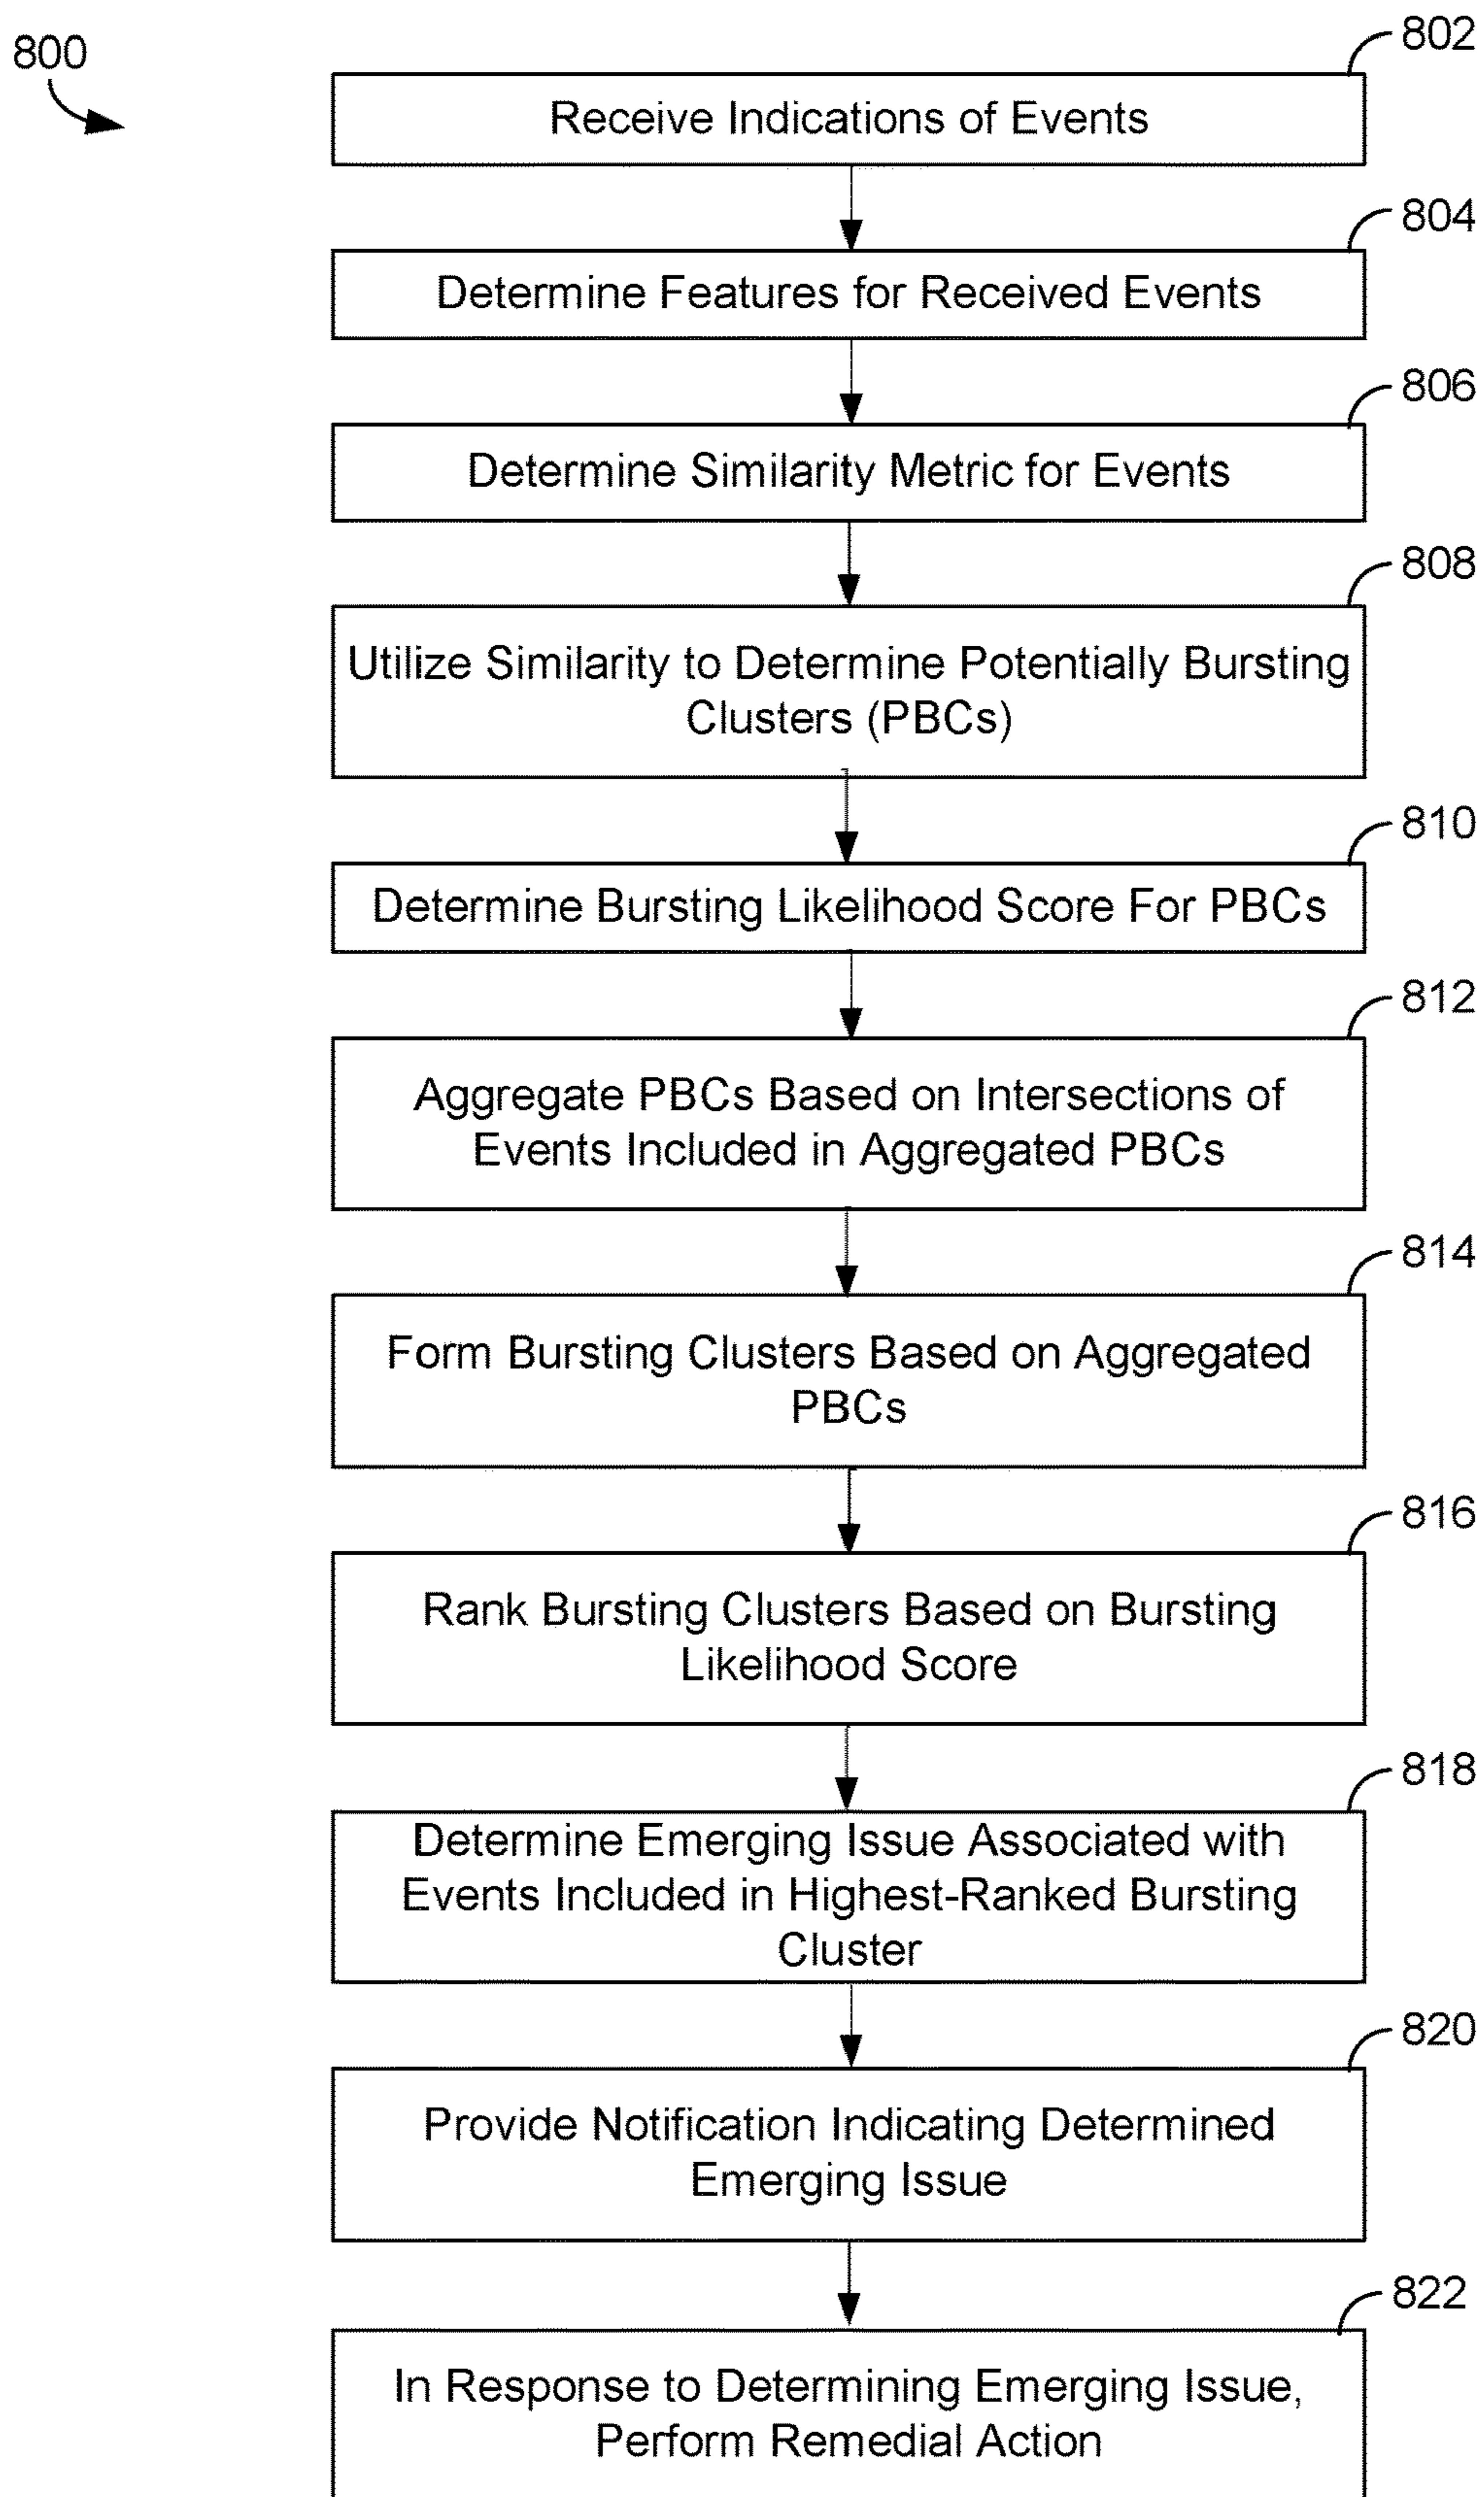 800
802
Receive Indications of Events
804
Determine Features for Received Events
806
Determine Similarity Metric for Events
808
Utilize Similarity to Determine Potentially Bursting
Clusters (PBCs)
810
Determine Bursting Likelihood Score For PBCs
812
Aggregate PBCs Based on Intersections of
Events Included in Aggregated PBCs
814
Form Bursting Clusters Based on Aggregated
PBCs
816
Rank Bursting Clusters Based on Bursting
Likelihood Score
818
Determine Emerging Issue Associated with
Events Included in Highest-Ranked Bursting
Cluster
820
Provide Notification Indicating Determined
Emerging Issue
822
In Response to Determining Emerging Issue,
Perform Remedial Action